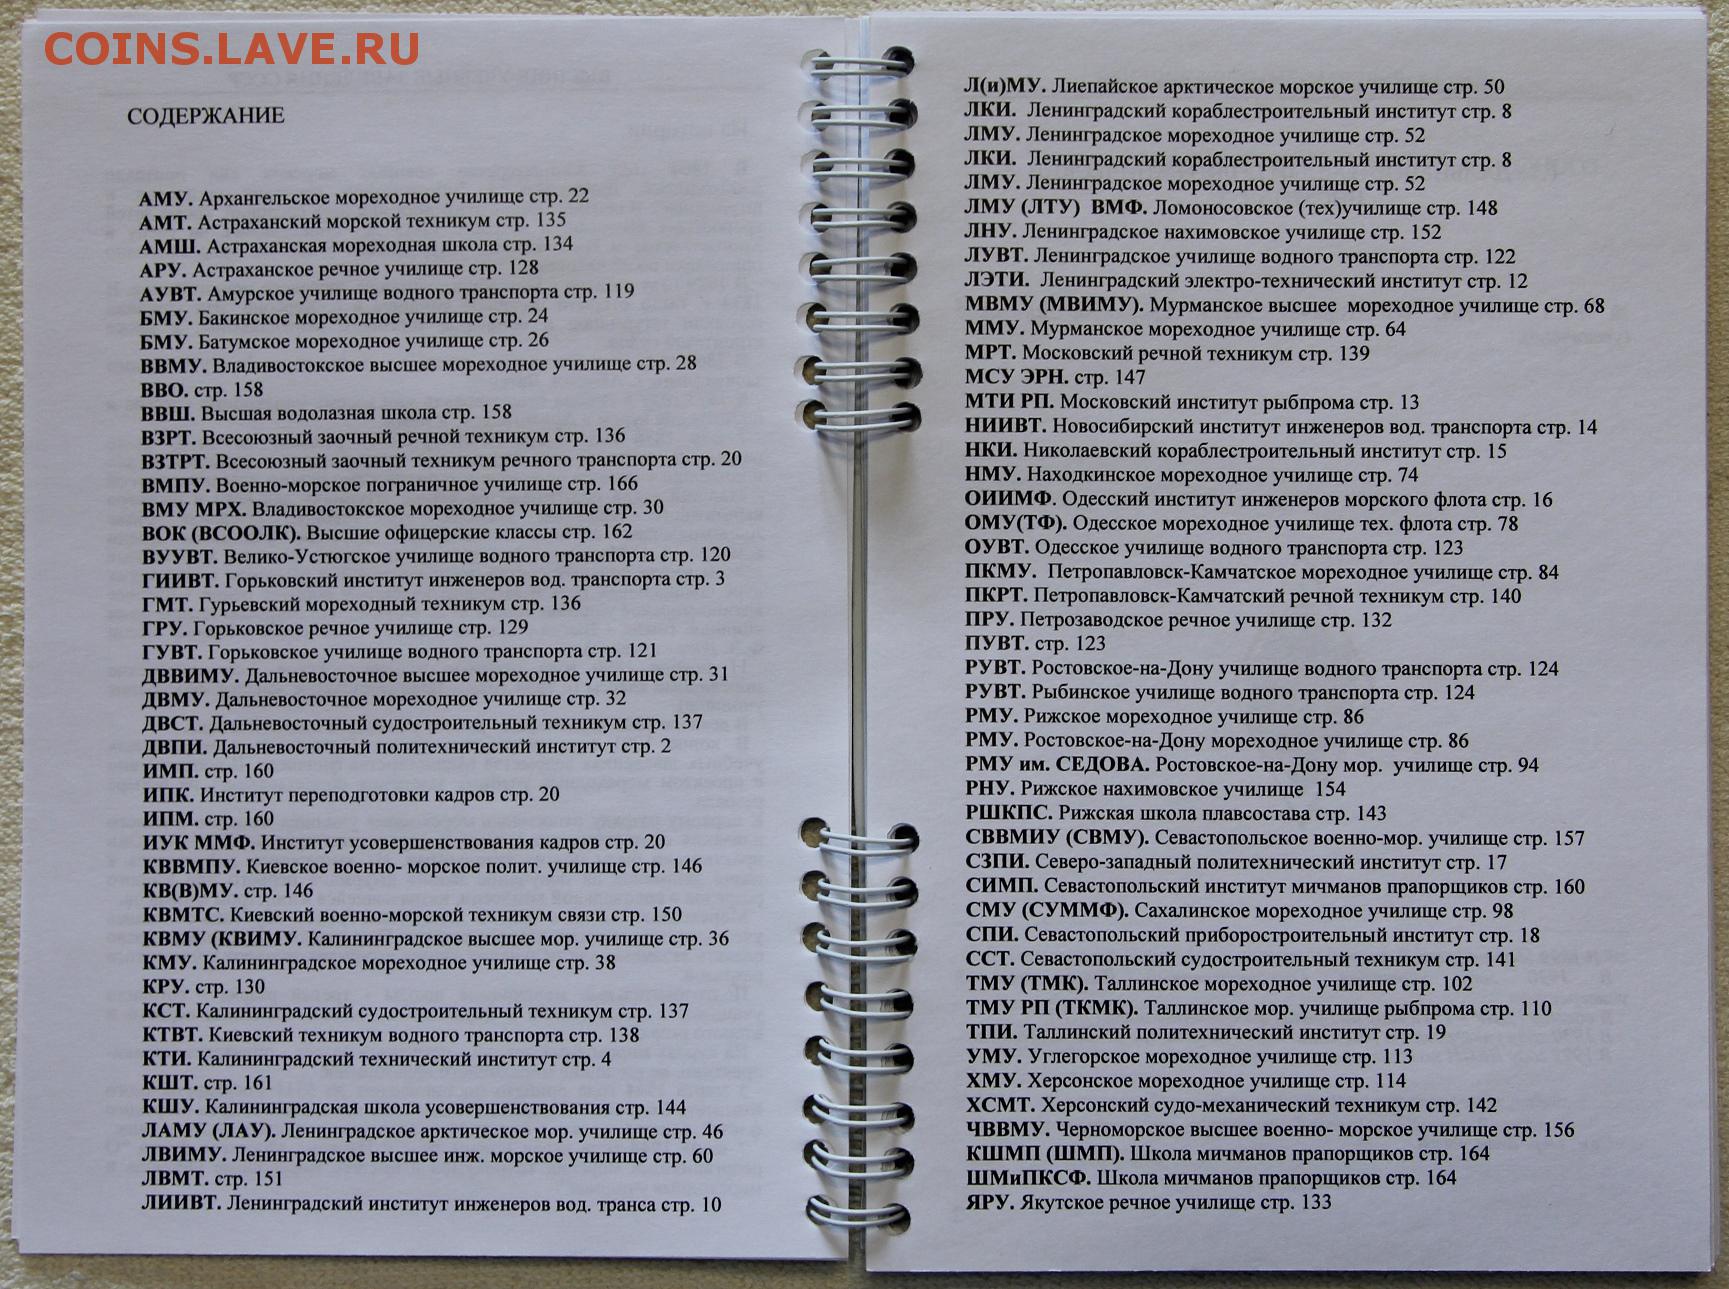 COINS.LAVE.RU
СОДЕРЖАНИЕ
АМУ. Архангельское мореходное училище стр. 22
АМТ. Астраханский морской техникум стр. 135
АМШ. Астраханская мореходная школа стр. 134
АРУ. Астраханское речное училище стр. 128
АУВТ. Амурское училище водного транспорта стр. 119
БМУ. Бакинское мореходное училище стр. 24
БМУ. Батумское мореходное училище стр. 26
ВВМУ. Владивостокское высшее мореходное училище стр. 28
ВВО. стр. 158
ВВШ. Высшая водолазная школа стр. 158
ВЗРТ. Всесоюзный заочный речной техникум стр. 136
ВЗТРТ. Всесоюзный заочный техникум речного транспорта стр. 20
ВМПУ. Военно-морское пограничное училище стр. 166
ВМУ МРХ. Владивостокское мореходное училище стр. 30
ВОК (ВСООЛК). Высшие офицерские классы стр. 162
ВУУВТ. Велико-Устюгское училище водного транспорта стр. 120
ГИИВТ. Горьковский институт инженеров вод. транспорта стр. 3
ГМТ. Гурьевский мореходный техникум стр. 136
ГРУ. Горьковское речное училище стр. 129
ГУВТ. Горьковское училище водного транспорта стр. 121
ДВВИМУ. Дальневосточное высшее мореходное училище стр. 31
ДВМУ. Дальневосточное мореходное училище стр. 32
ДВСТ. Дальневосточный судостроительный техникум стр. 137
ДВПИ. Дальневосточный политехнический институт стр. 2
ИМП. стр. 160
ИПК. Институт переподготовки кадров стр. 20
ИПМ. стр. 160
ИУК ММФ. Институт усовершенствования кадров стр. 20
КВВМПУ. Киевское военно- морское полит. училище стр. 146
КВ(В)МУ. стр. 146
КВМТС. Киевский военно-морской техникум связи стр. 150
КВМУ (КВИМУ. Калининградское высшее мор. училище стр. 36
КМУ. Калининградское мореходное училище стр. 38
КРУ. стр. 130
КСТ. Калининградский судостроительный техникум стр. 137
КТВТ. Киевский техникум водного транспорта стр. 138
КТИ. Калининградский технический институт стр. 4
КШТ. стр. 161
КШУ. Калининградская школа усовершенствования стр. 144
ЛАМУ (ЛАУ). Ленинградское арктическое мор. училище стр. 46
ЛВИМУ. Ленинградское высшее инж. морское училище стр. 60
ЛВМТ. стр. 151
ЛИИВТ. Ленинградский институт инженеров вод. транса стр. 10
Л(и)МУ. Лиепайское арктическое морское училище стр. 50
ЛКИ. Ленинградский кораблестроительный институт стр. 8
ЛМУ. Ленинградское мореходное училище стр. 52
ЛКИ. Ленинградский кораблестроительный институт стр. 8
ЛМУ. Ленинградское мореходное училище стр. 52
ЛМУ (ЛТУ) ВМФ. Ломоносовское (тех)училище стр. 148
ЛНУ. Ленинградское нахимовское училище стр. 152
ЛУВТ. Ленинградское училище водного транспорта стр. 122
ЛЭТИ. Ленинградский электро-технический институт стр. 12
МВМУ (МВИМУ). Мурманское высшее мореходное училище стр. 68
ММУ. Мурманское мореходное училище стр. 64
МРТ. Московский речной техникум стр. 139
МСУ ЭРН. стр. 147
МТИ РП. Московский институт рыбпрома стр. 13
НИИВТ. Новосибирский институт инженеров вод. транспорта стр. 14
НКИ. Николаевский кораблестроительный институт стр. 15
НМУ. Находкинское мореходное училище стр. 74
ОИИМФ. Одесский институт инженеров морского флота стр. 16
ОМУ(ТФ). Одесское мореходное училище тех. флота стр. 78
ОУВТ. Одесское училище водного транспорта стр. 123
ПКМУ. Петропавловск-Камчатское мореходное училище стр. 84
ПКРТ. Петропавловск-Камчатский речной техникум стр. 140
ПРУ. Петрозаводское речное училище стр. 132
ПУВТ. стр. 123
РУВТ. Ростовское-на-Дону училище водного транспорта стр. 124
РУВТ. Рыбинское училище водного транспорта стр. 124
РМУ. Рижское мореходное училище стр. 86
РМУ. Ростовское-на-Дону мореходное училище стр. 86
РМУ им. СЕДОВА. Ростовское-на-Дону мор. училище стр. 94
РНУ. Рижское нахимовское училище 154
РШКПС. Рижская школа плавсостава стр. 143
СВВМИУ (СВМУ). Севастопольское военно-мор. училище стр. 157
СЗПИ. Северо-западный политехнический институт стр. 17
СИМП. Севастопольский институт мичманов прапорщиков стр. 160
СМУ (СУММФ). Сахалинское мореходное училище стр. 98
СПИ. Севастопольский приборостроительный институт стр. 18
ССТ. Севастопольский судостроительный техникум стр. 141
ТМУ (ТМК). Таллинское мореходное училище стр. 102
ТМУ РП (ТКМК). Таллинское мор. училище рыбпрома стр. 110
ТПИ. Таллинский политехнический институт стр. 19
УМУ. Углегорское мореходное училище стр. 113
ХМУ. Херсонское мореходное училище стр. 114
ХСМТ. Херсонский судо-механический техникум стр. 142
ЧВВМУ. Черноморское высшее военно- морское училище стр. 156
КШМП (ШМП). Школа мичманов прапорщиков стр. 164
ШМиПКСФ. Школа мичманов прапорщиков стр. 164
ЯРУ. Якутское речное училище стр. 133